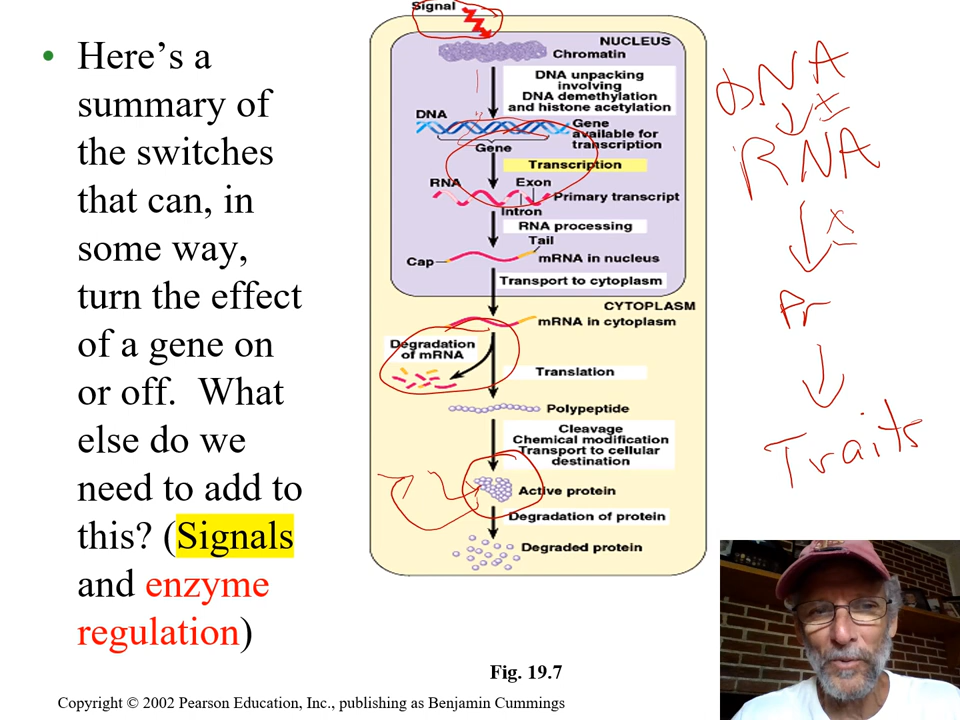 • Here’s a
summary of
the switches
that can, in
some way,
turn the effect
of a gene on
or off.  What
else do we
need to add to
this? (Signals
and enzyme
regulation)
Signal
NUCLEUS
Chromatin
DNA unpacking
involving
DNA demethylation
and histone acetylation
DNA
Gene
available for
transcription
Gene
Transcription
RNA
Exon
Primary transcript
Intron
RNA processing
Tail
Cap
mRNA in nucleus
Transport to cytoplasm
CYTOPLASM
mRNA in cytoplasm
Degradation
of mRNA
Translation
Polypeptide
Cleavage
Chemical modification
Transport to cellular
destination
Active protein
Degradation of protein
Degraded protein
DNA
±
RNA
±
Pr
Traits
Fig. 19.7
Copyright © 2002 Pearson Education, Inc., publishing as Benjamin Cummings